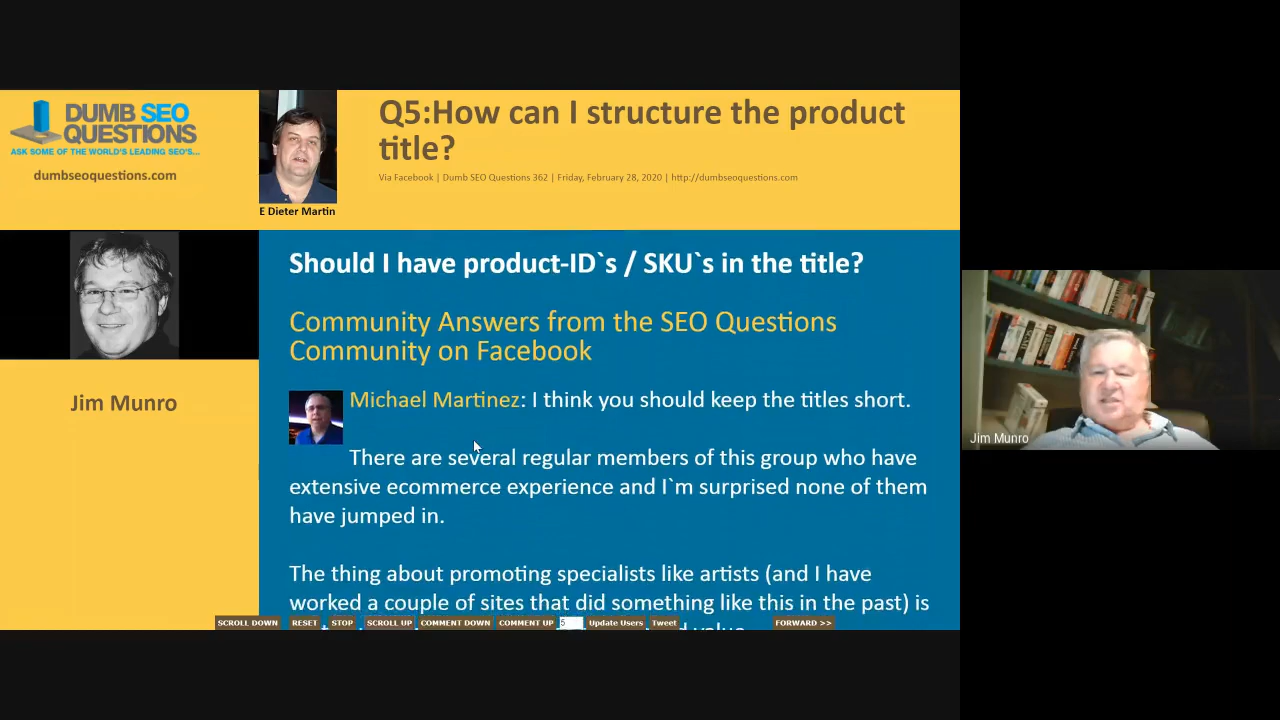 DUMB SEO
QUESTIONS
ASK SOME OF THE WORLD'S LEADING SEO'S...
dumbseoquestions.com
E Dieter Martin
Q5:How can I structure the product
title?
Via Facebook | Dumb SEO Questions 362 | Friday, February 28, 2020 | http://dumbseoquestions.com
Jim Munro
Should I have product-ID`s / SKU`s in the title?
Community Answers from the SEO Questions
Community on Facebook
Michael Martinez: I think you should keep the titles short.
There are several regular members of this group who have
extensive ecommerce experience and I`m surprised none of them
have jumped in.
The thing about promoting specialists like artists (and I have
worked a couple of sites that did something like this in the past) is
SCROLL DOWN RESET STOP SCROLL UP COMMENT DOWN COMMENT UP 5 Update Users Tweet FORWARD >>
Jim Munro